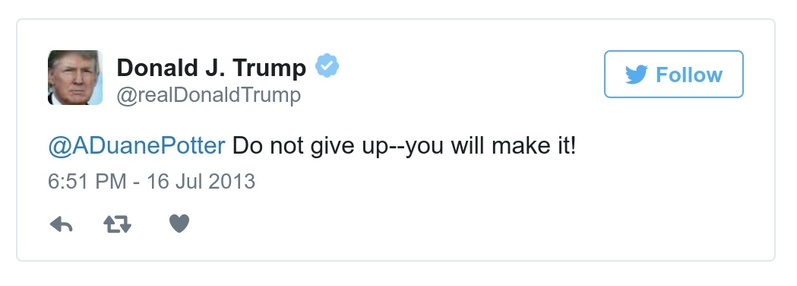 Donald J. Trump
@realDonaldTrump
Follow
@ADuanePotter Do not give up--you will make it!
6:51 PM - 16 Jul 2013